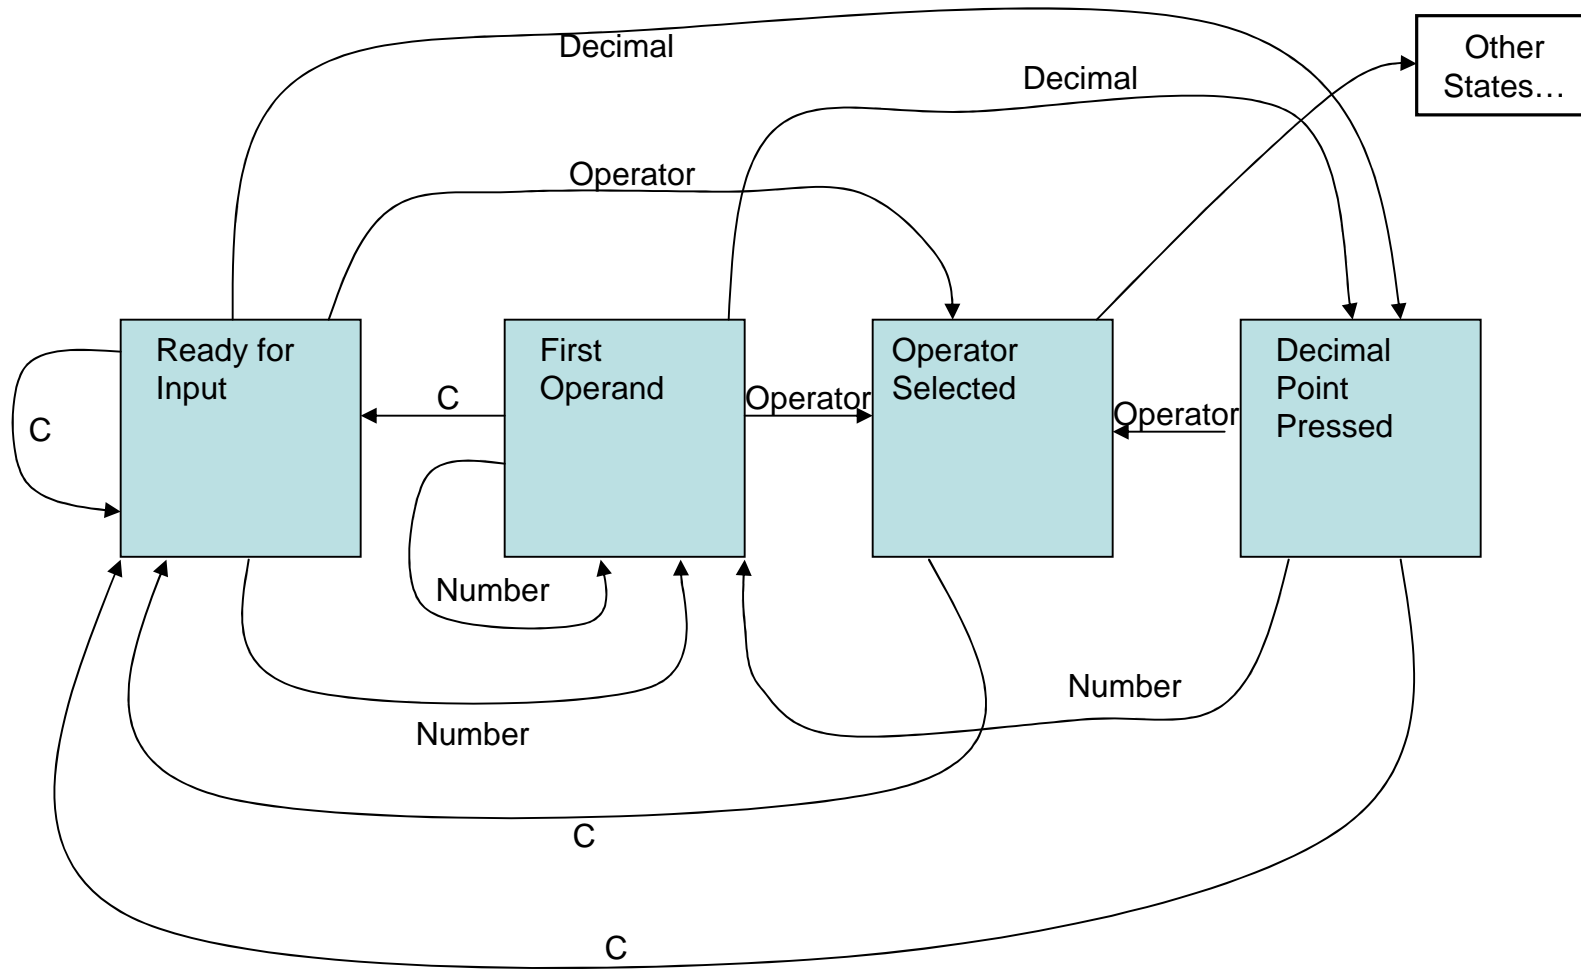 Decimal
Other
States…
Decimal
Operator
Ready for
Input
First
Operand
Operator
Selected
Decimal
Point
Pressed
C
Operator
Operator
C
Number
Number
Number
C
C